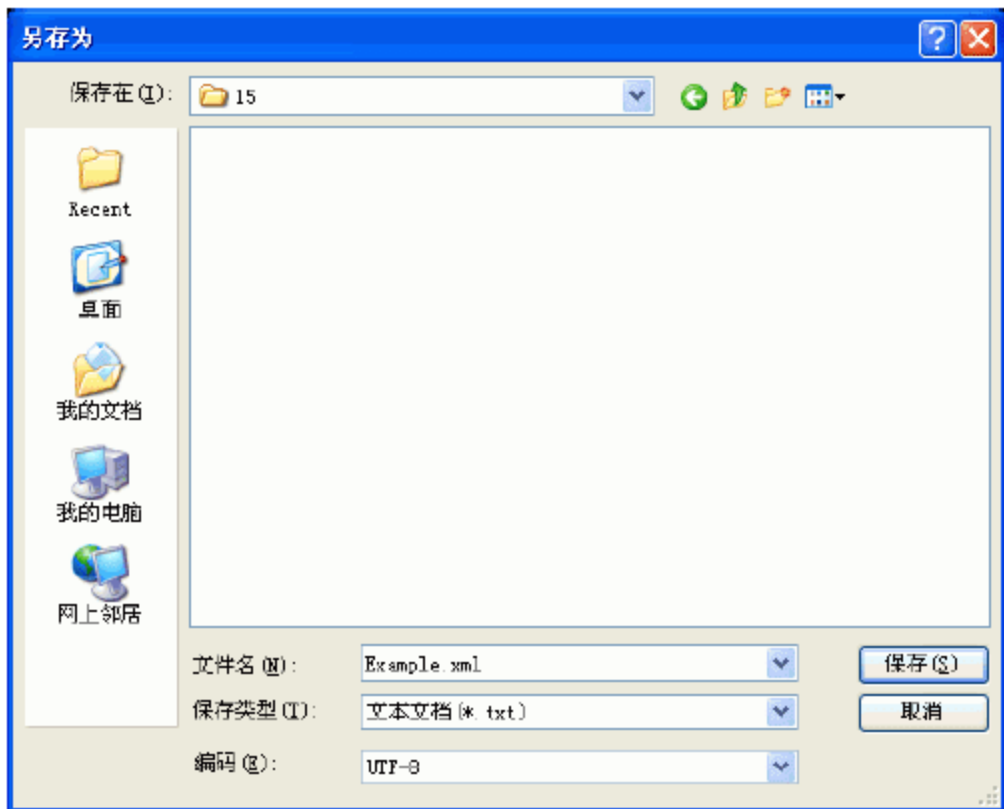 另存为
保存在(I):
15
Recent
桌面
我的文档
我的电脑
网上邻居
文件名(N):
Example.xml
保存(S)
保存类型(T):
文本文档(*.txt)
取消
编码(E):
UTF-8